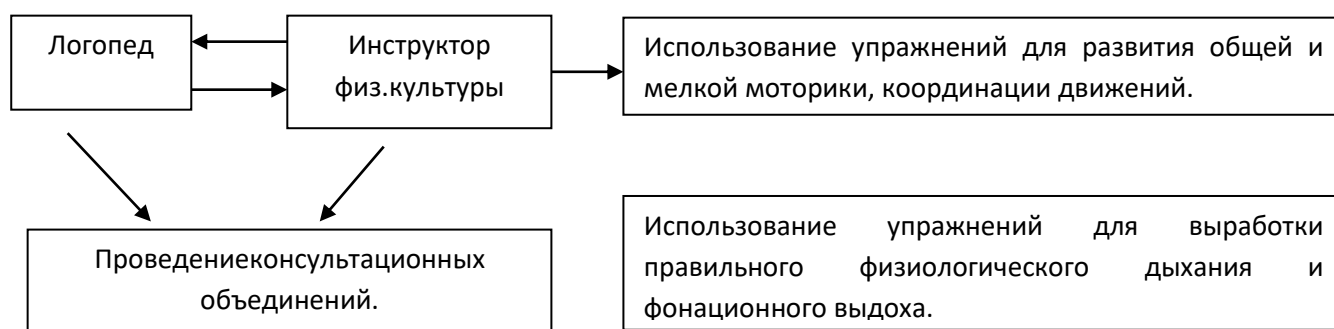 Логопед
Инструктор
физ.культуры
Использование упражнений для развития общей и
мелкой моторики, координации движений.
Проведениеконсультационных
объединений.
Использование упражнений для выработки
правильного физиологического дыхания и
фонационного выдоха.